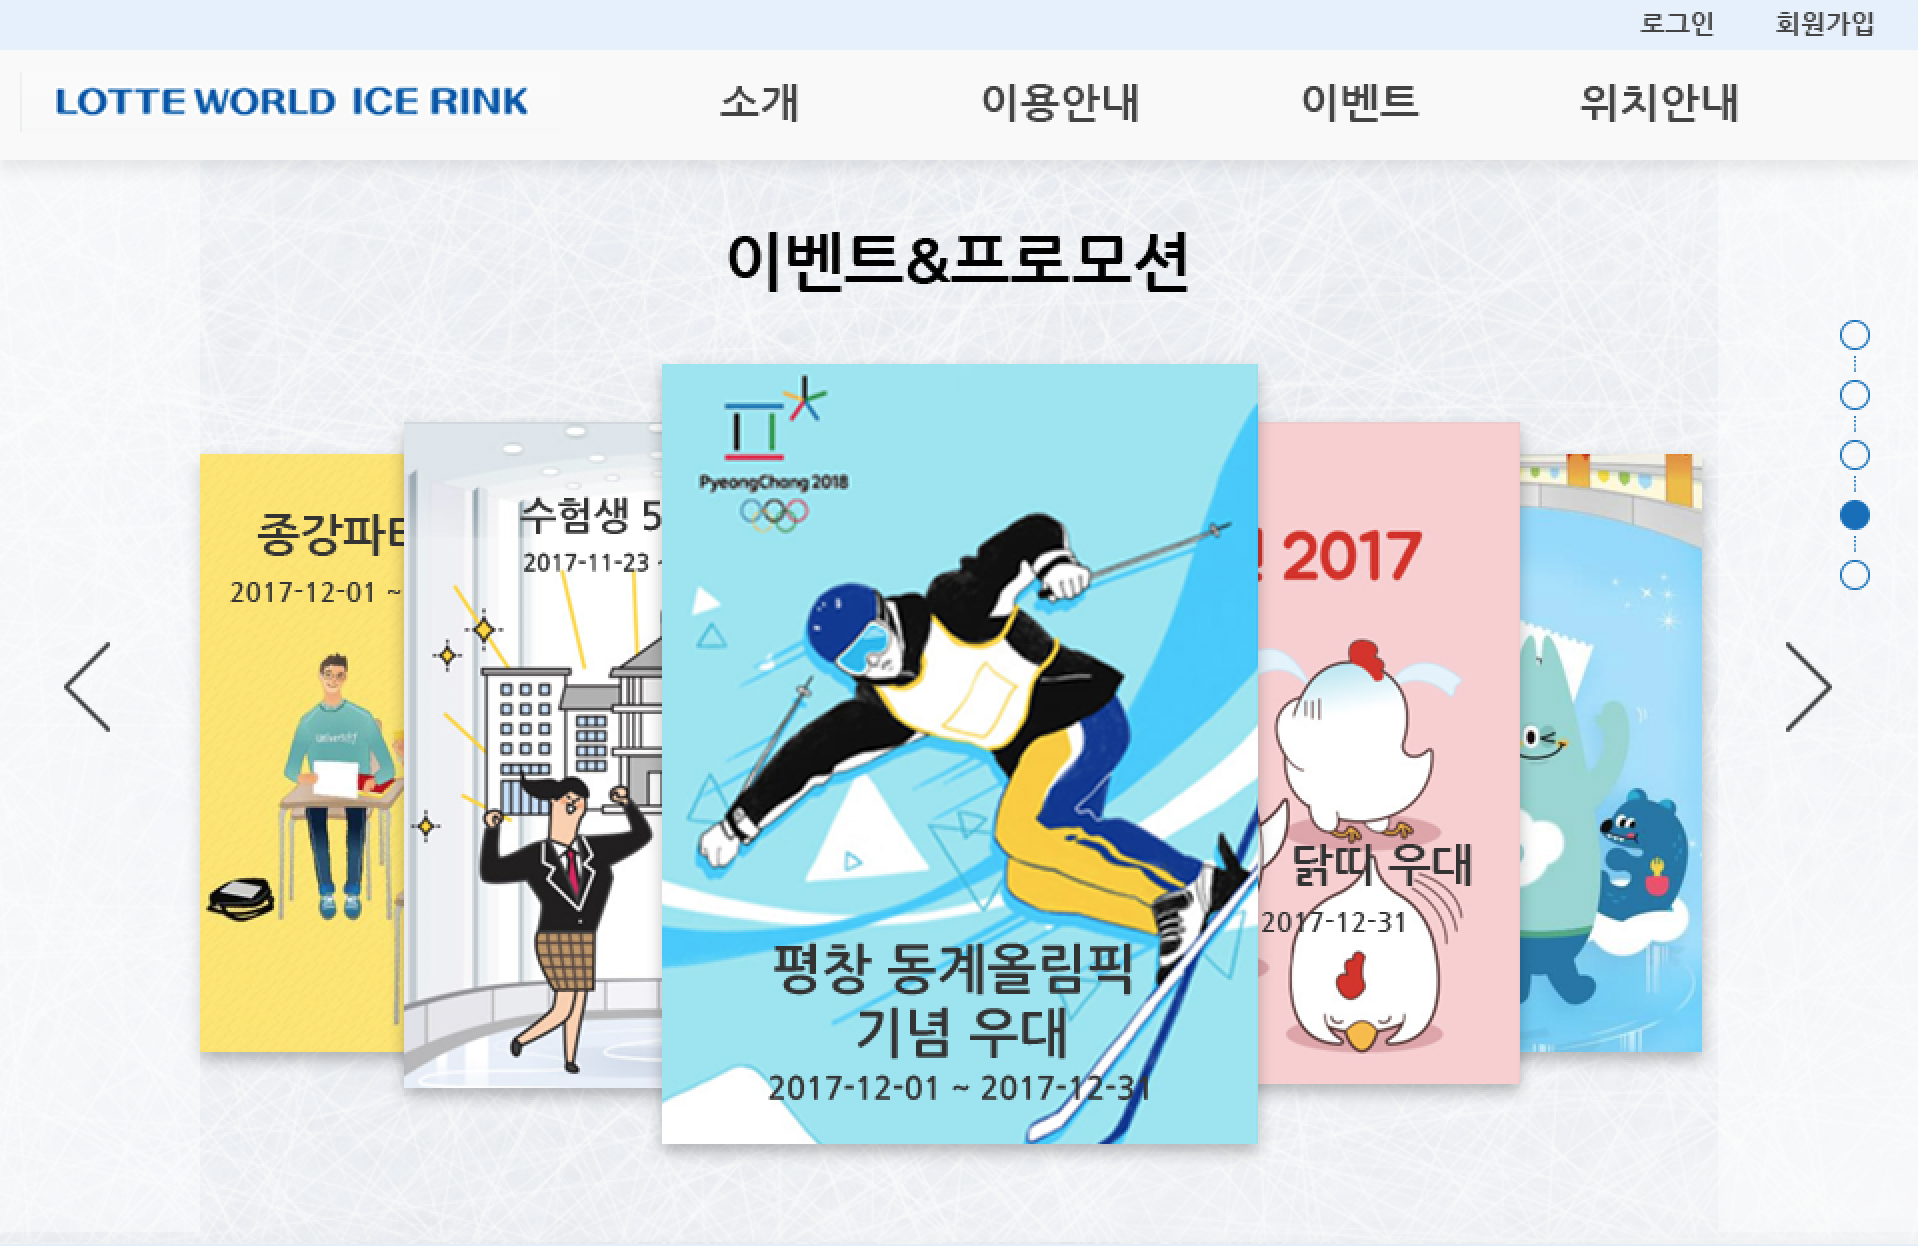 로그인 회원가입
LOTTE WORLD ICE RINK 소개 이용안내 이벤트 위치안내
이벤트&프로모션
종강파
2017-12-01 ~
university
수험생 5
2017-11-23 ~
PyeongChang 2018
평창 동계올림픽
기념 우대
2017-12-01 ~ 2017-12-31
! 2017
닭띠 우대
2017-12-31